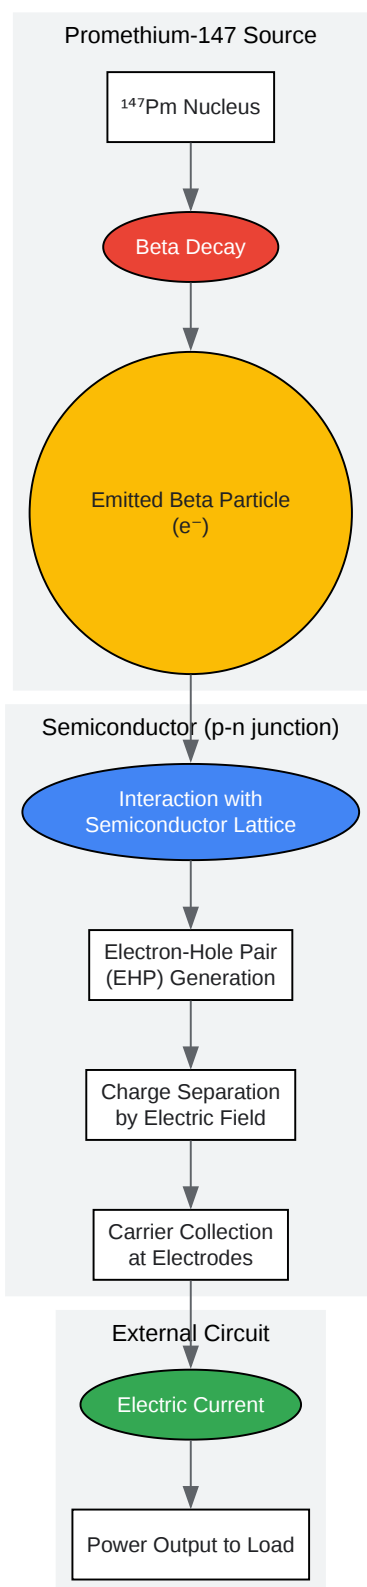 Promethium-147 Source
¹⁴⁷Pm Nucleus
Beta Decay
Emitted Beta Particle
(e⁻)
Semiconductor (p-n junction)
Interaction with
Semiconductor Lattice
Electron-Hole Pair
(EHP) Generation
Charge Separation
by Electric Field
Carrier Collection
at Electrodes
External Circuit
Electric Current
Power Output to Load